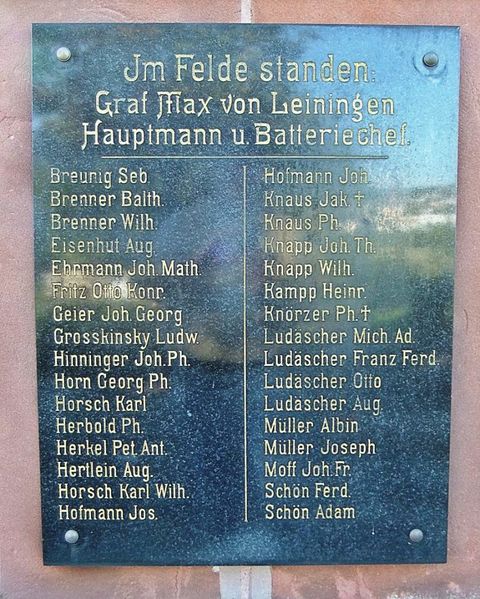 Jm Felde standen:
Graf Max von Leiningen
Hauptmann u. Batteriechef.
Breunig Seb.
Brenner Balth.
Brenner Wilh.
Eisenhut Aug.
Ehrmann Joh. Math.
Fritz Otto Konr.
Geier Joh. Georg
Grosskinsky Ludw.
Hinninger Joh. Ph.
Horn Georg Ph.
Horsch Karl
Herbold Ph.
Herkel Pet. Ant.
Hertlein Aug.
Horsch Karl Wilh.
Hofmann Jos.
Hofmann Joh.
Knaus Jak. †
Knaus Ph.
Knapp Joh. Th.
Knapp Wilh.
Kampp Heinr.
Knörzer Ph. †
Ludäscher Mich. Ad.
Ludäscher Franz Ferd.
Ludäscher Otto
Ludäscher Aug.
Müller Albin
Müller Joseph
Moff Joh. Fr.
Schön Ferd.
Schön Adam